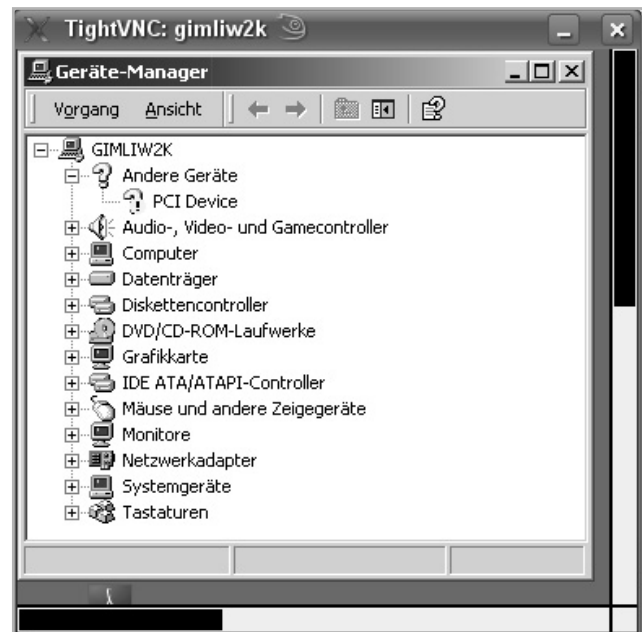 TightVNC: gimliw2k
Geräte-Manager
Vorgang Ansicht
GIMLIW2K
Andere Geräte
PCI Device
Audio-, Video- und Gamecontroller
Computer
Datenträger
Diskettencontroller
DVD/CD-ROM-Laufwerke
Grafikkarte
IDE ATA/ATAPI-Controller
Mäuse und andere Zeigegeräte
Monitore
Netzwerkadapter
Systemgeräte
Tastaturen